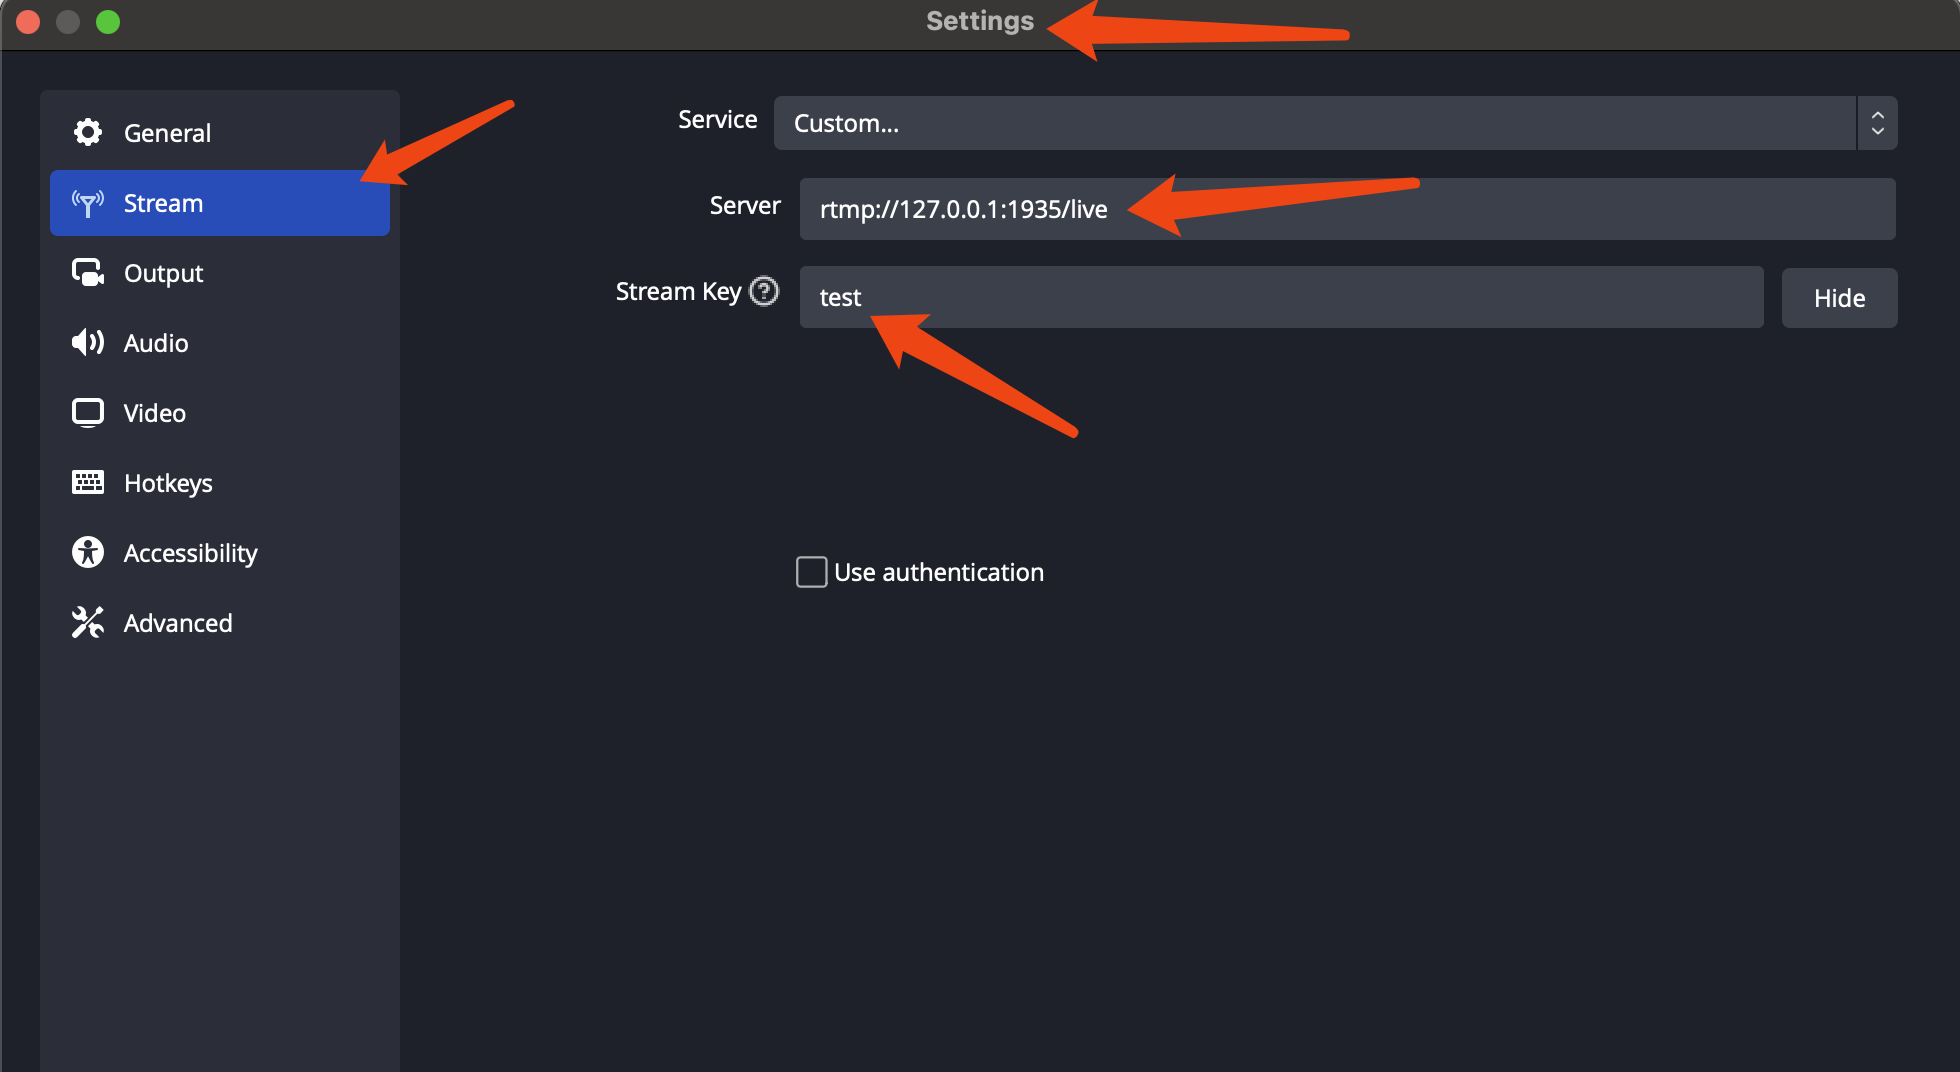 Settings
General
Stream
Output
Audio
Video
Hotkeys
Accessibility
Advanced
Service
Custom...
Server
rtmp://127.0.0.1:1935/live
Stream Key ?
test
Hide
Use authentication